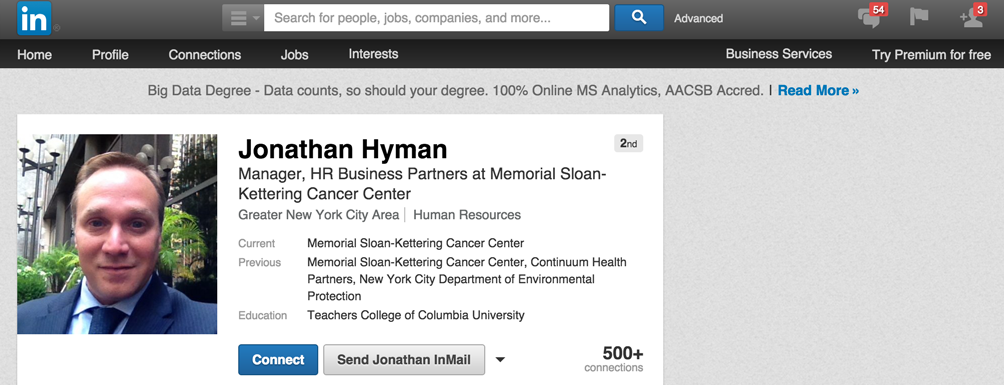 in
Search for people, jobs, companies, and more...
Advanced
54
3
Home Profile Connections Jobs Interests Business Services Try Premium for free
Big Data Degree - Data counts, so should your degree. 100% Online MS Analytics, AACSB Accred. | Read More »
Jonathan Hyman
2nd
Manager, HR Business Partners at Memorial Sloan-
Kettering Cancer Center
Greater New York City Area | Human Resources
Current Memorial Sloan-Kettering Cancer Center
Previous Memorial Sloan-Kettering Cancer Center, Continuum Health
Partners, New York City Department of Environmental
Protection
Education Teachers College of Columbia University
Connect Send Jonathan InMail 500+
connections